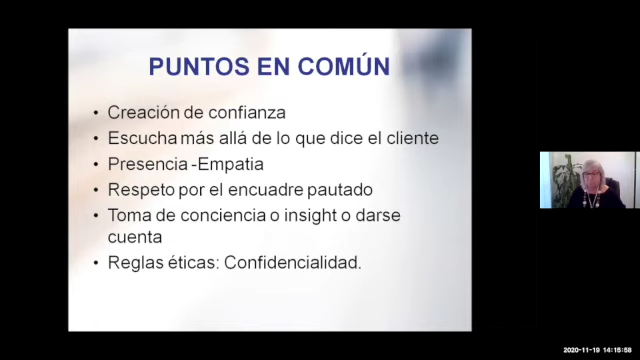 PUNTOS EN COMÚN
• Creación de confianza
• Escucha más allá de lo que dice el cliente
• Presencia -Empatia
• Respeto por el encuadre pautado
• Toma de conciencia o insight o darse
cuenta
• Reglas éticas: Confidencialidad.
2020-11-19 14:15:58